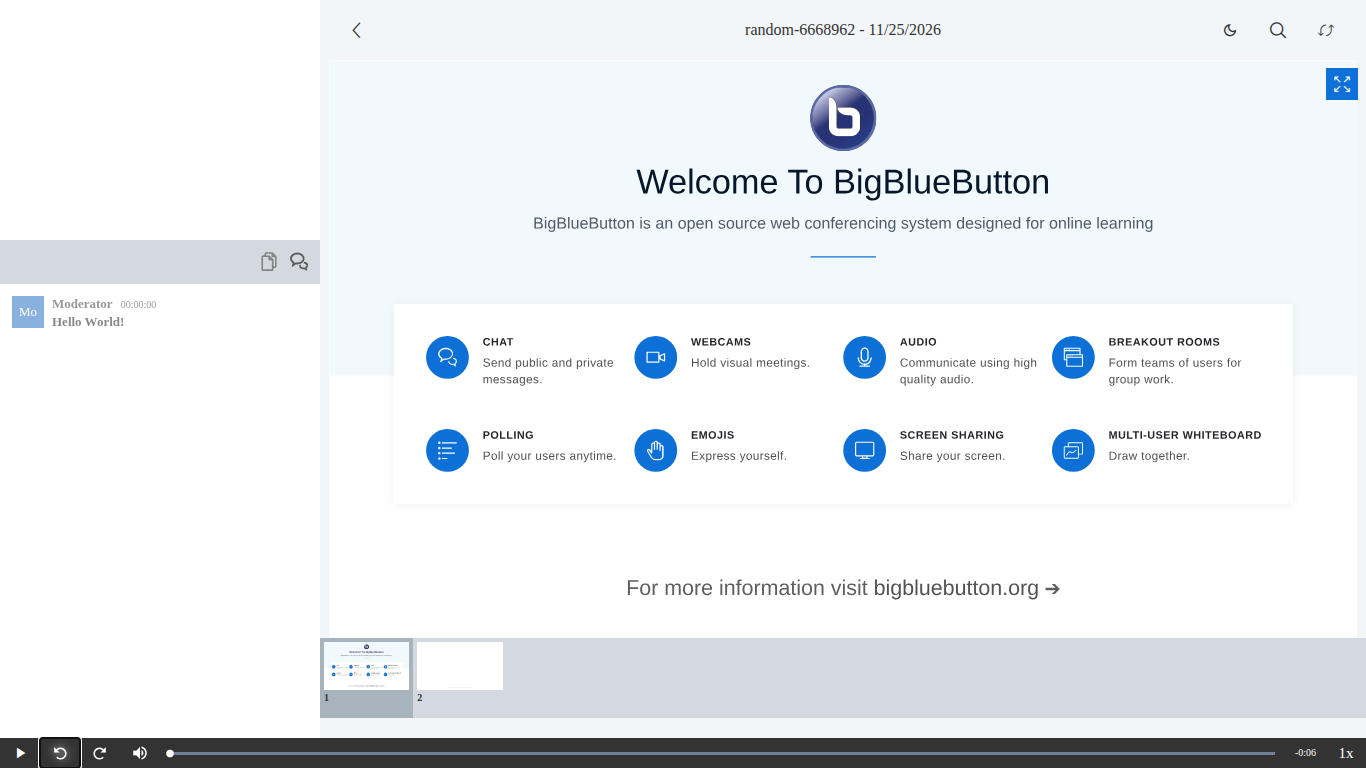 random-6668962 - 11/25/2026
Welcome To BigBlueButton
BigBlueButton is an open source web conferencing system designed for online learning
Mo
Moderator 00:00:00
Hello World!
CHAT
Send public and private
messages.
WEBCAMS
Hold visual meetings.
AUDIO
Communicate using high
quality audio.
BREAKOUT ROOMS
Form teams of users for
group work.
POLLING
Poll your users anytime.
EMOJIS
Express yourself.
SCREEN SHARING
Share your screen.
MULTI-USER WHITEBOARD
Draw together.
For more information visit bigbluebutton.org ➔
1
2
-0:06
1x